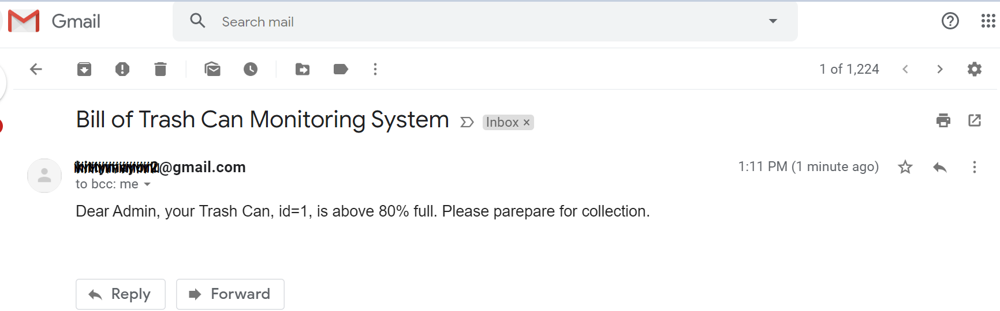 Gmail
Search mail
1 of 1,224
Bill of Trash Can Monitoring System
Inbox ×
@gmail.com
1:11 PM (1 minute ago)
to bcc: me
Dear Admin, your Trash Can, id=1, is above 80% full. Please parepare for collection.
Reply
Forward